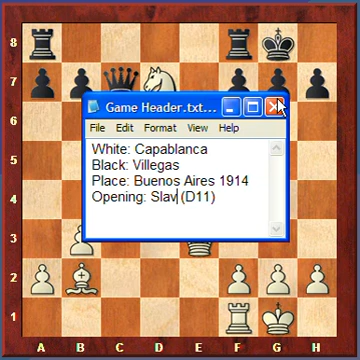 8
7
6
5
4
3
2
1
Game Header.txt...
File Edit Format View Help
White: Capablanca
Black: Villegas
Place: Buenos Aires 1914
Opening: Slav (D11)
A B C D E F G H